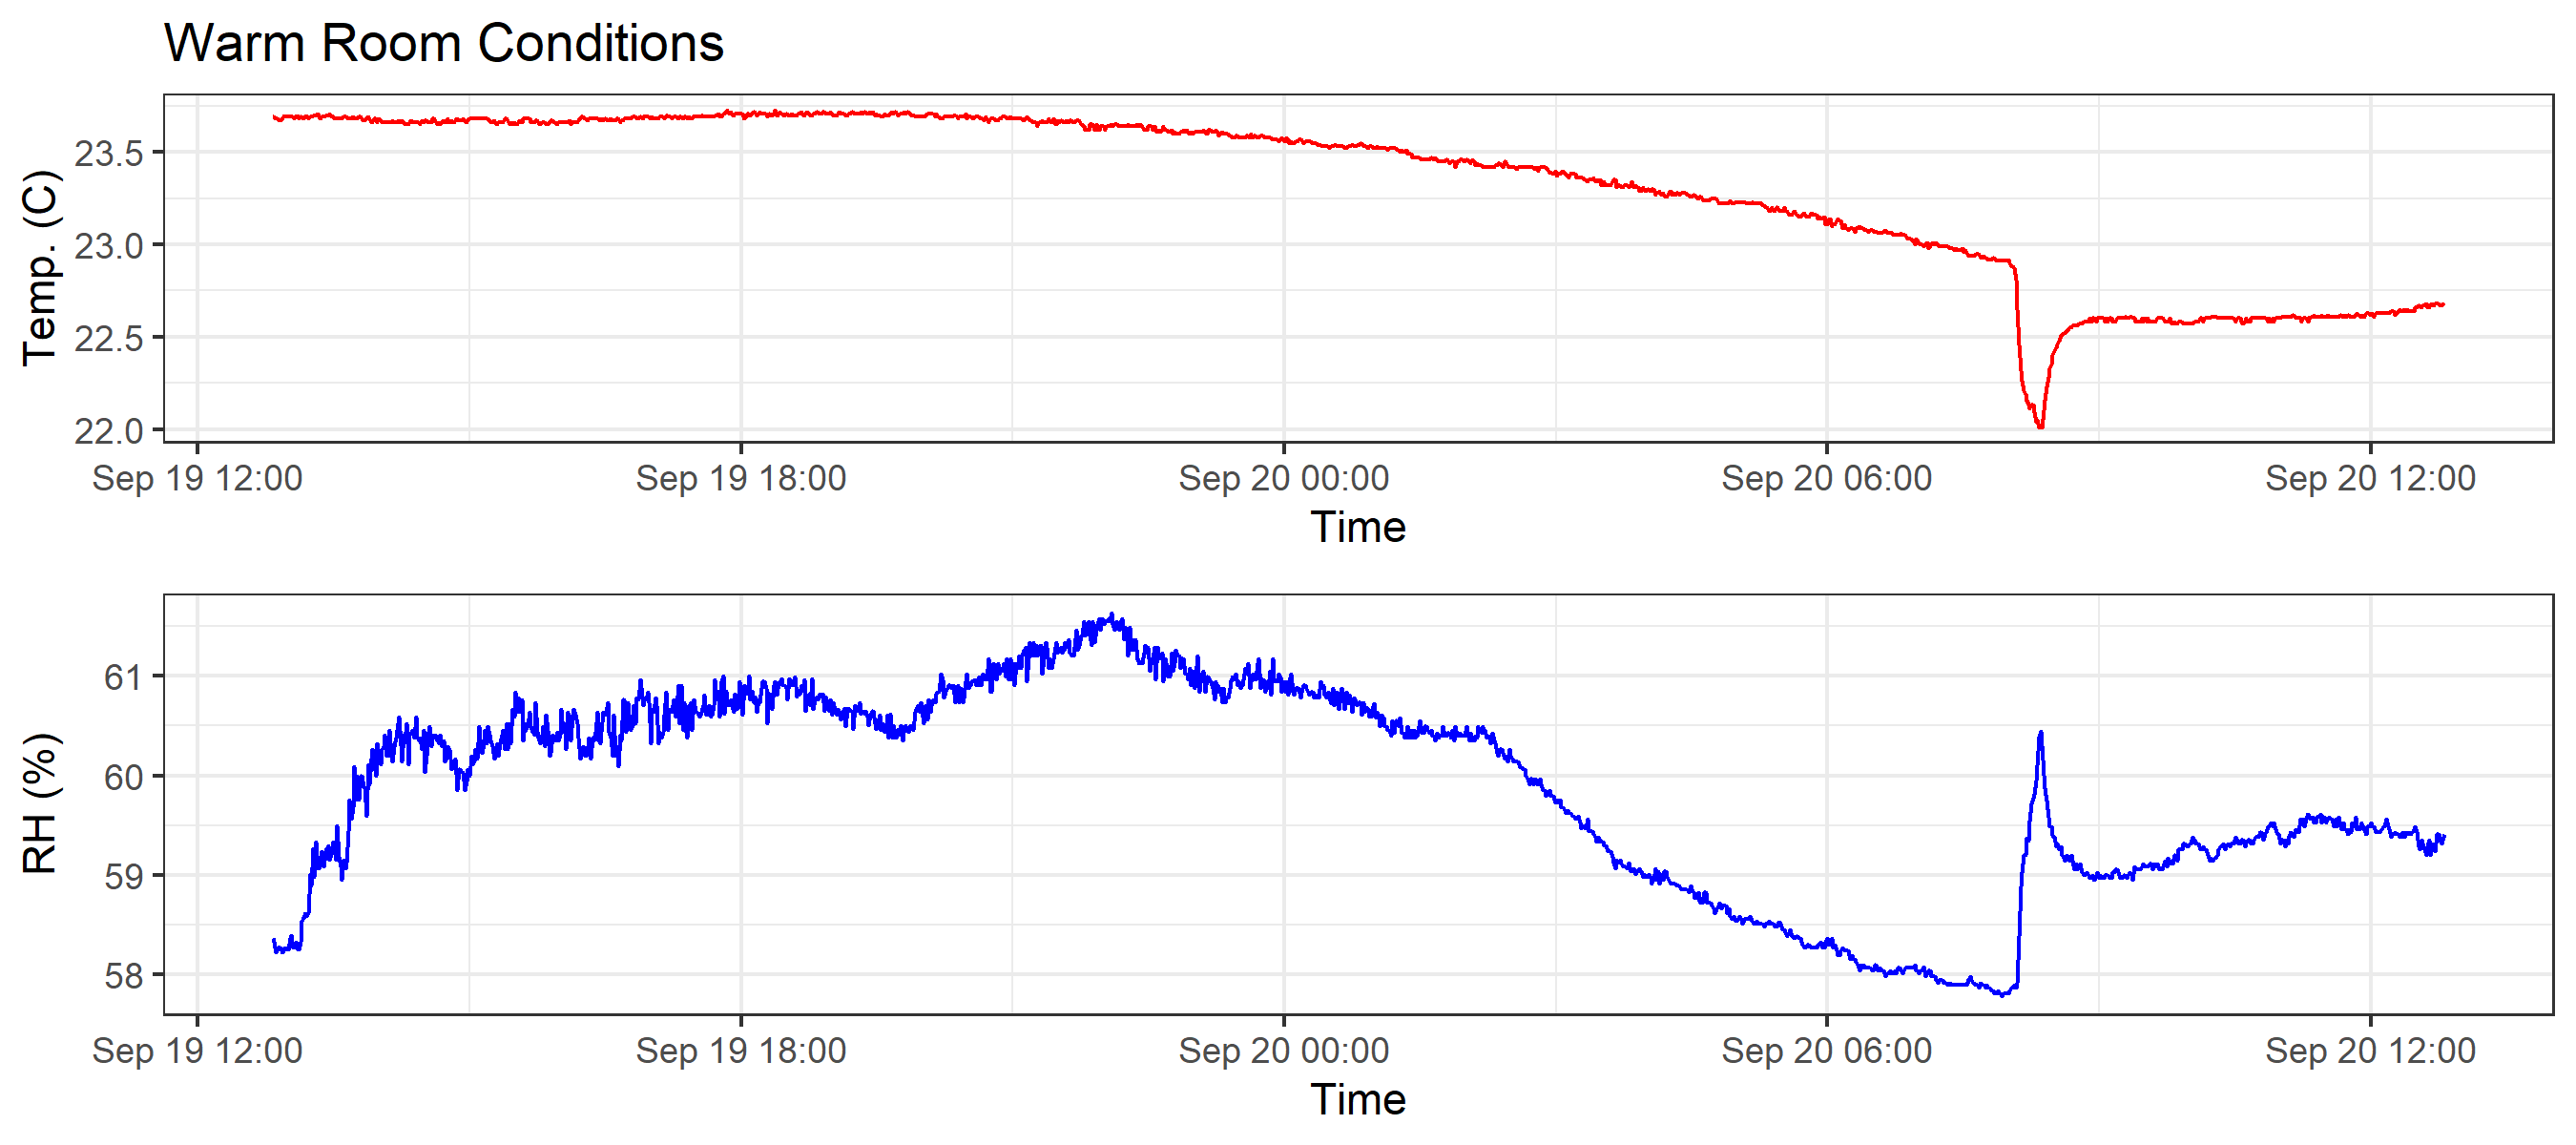 Warm Room Conditions
Temp. (C)
23.5
23.0
22.5
22.0
Sep 19 12:00 Sep 19 18:00 Sep 20 00:00 Sep 20 06:00 Sep 20 12:00
Time
RH (%)
61
60
59
58
Sep 19 12:00 Sep 19 18:00 Sep 20 00:00 Sep 20 06:00 Sep 20 12:00
Time